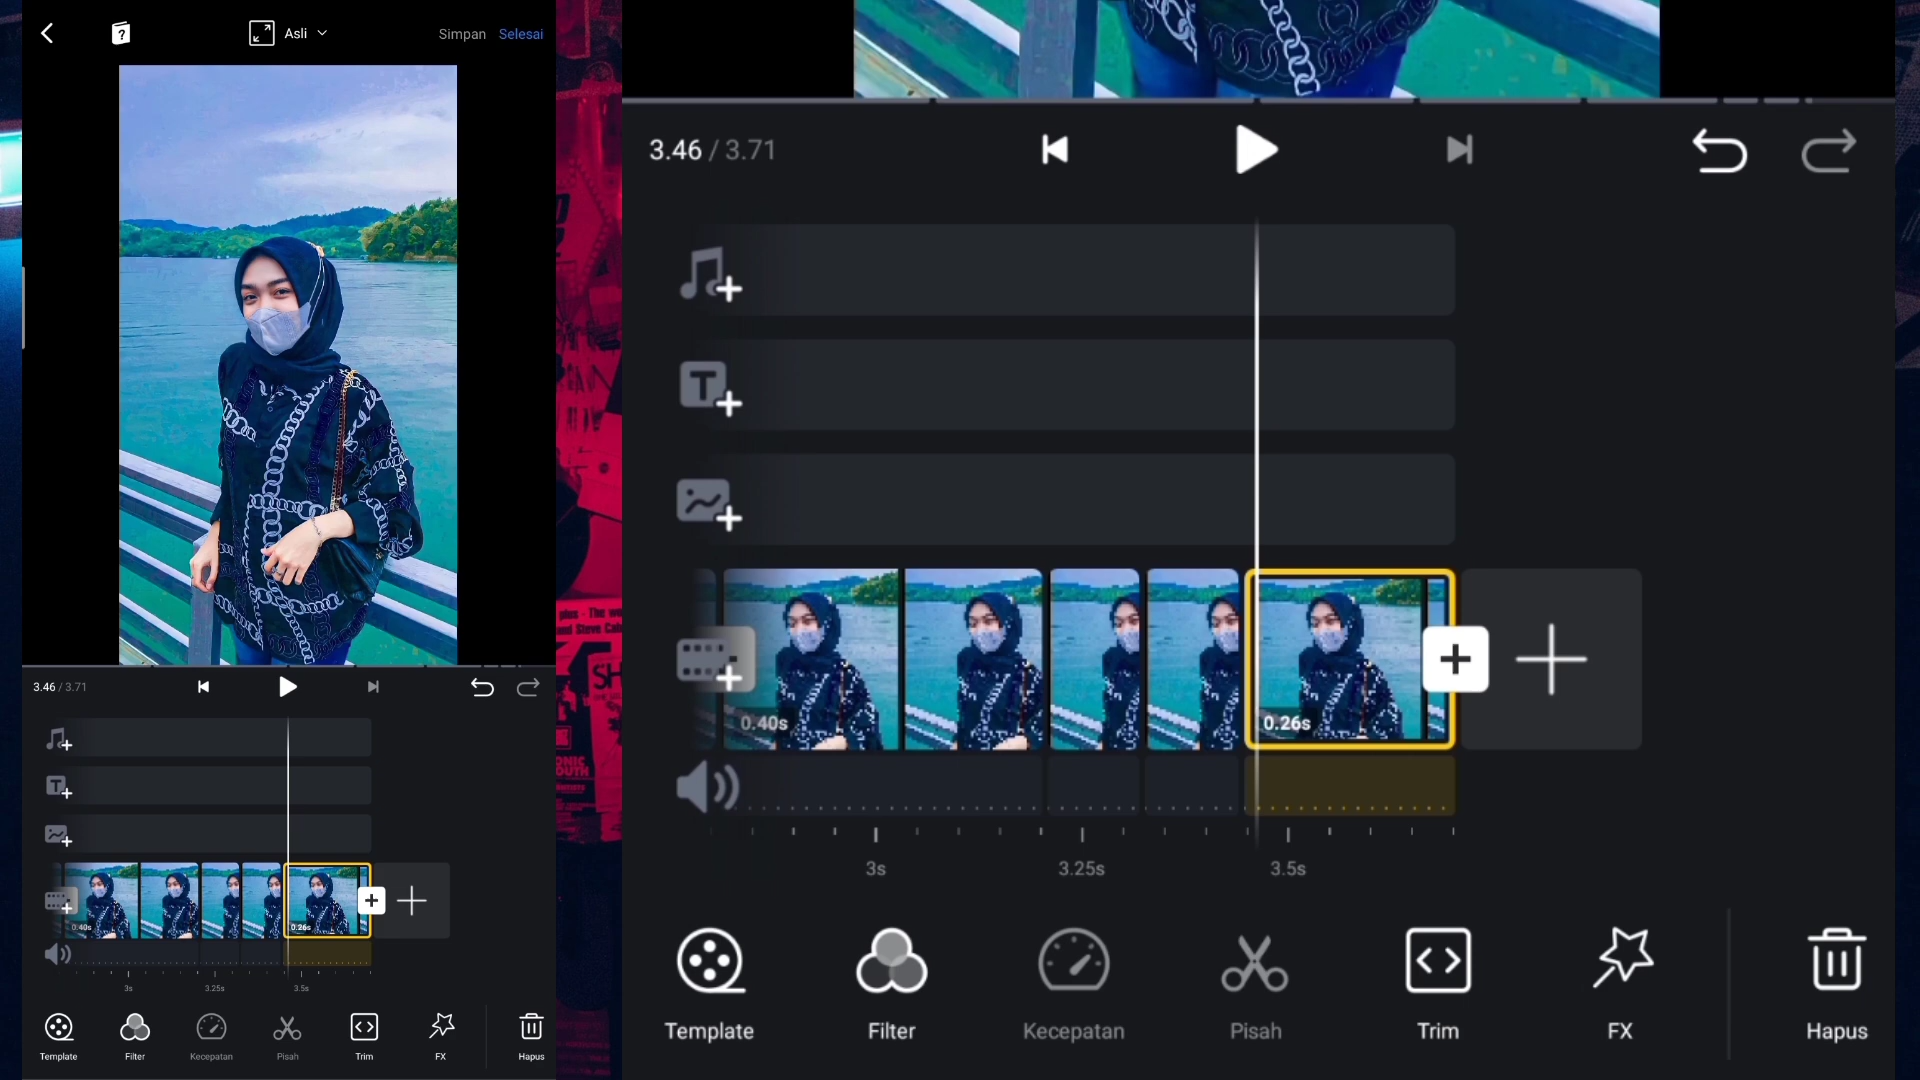 Asli
Simpan Selesai
3.46 / 3.71
0.40s
0.26s
3s 3.25s 3.5s
Template Filter Kecepatan Pisah Trim FX Hapus
3.46 / 3.71
0.40s
0.26s
3s 3.25s 3.5s
Template Filter Kecepatan Pisah Trim FX Hapus